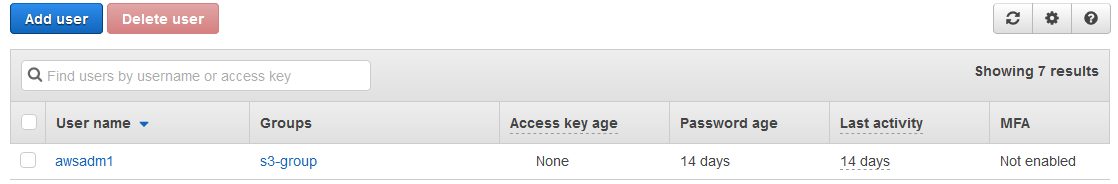 Add user Delete user
Find users by username or access key
Showing 7 results
User name Groups Access key age Password age Last activity MFA
awsadm1 s3-group None 14 days 14 days Not enabled